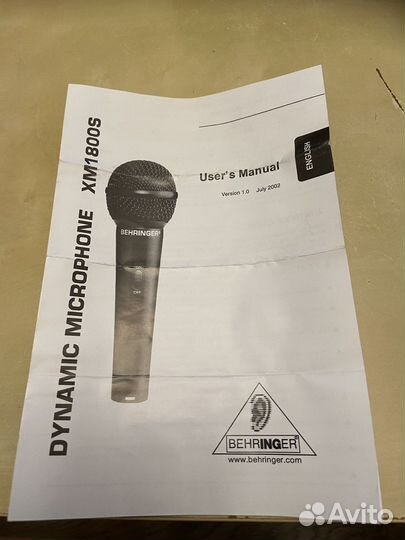 DYNAMIC MICROPHONE XM1800S
User's Manual
Version 1.0 July 2002
ENGLISH
BEHRINGER
OFF
BEHRINGER
www.behringer.com
Avito